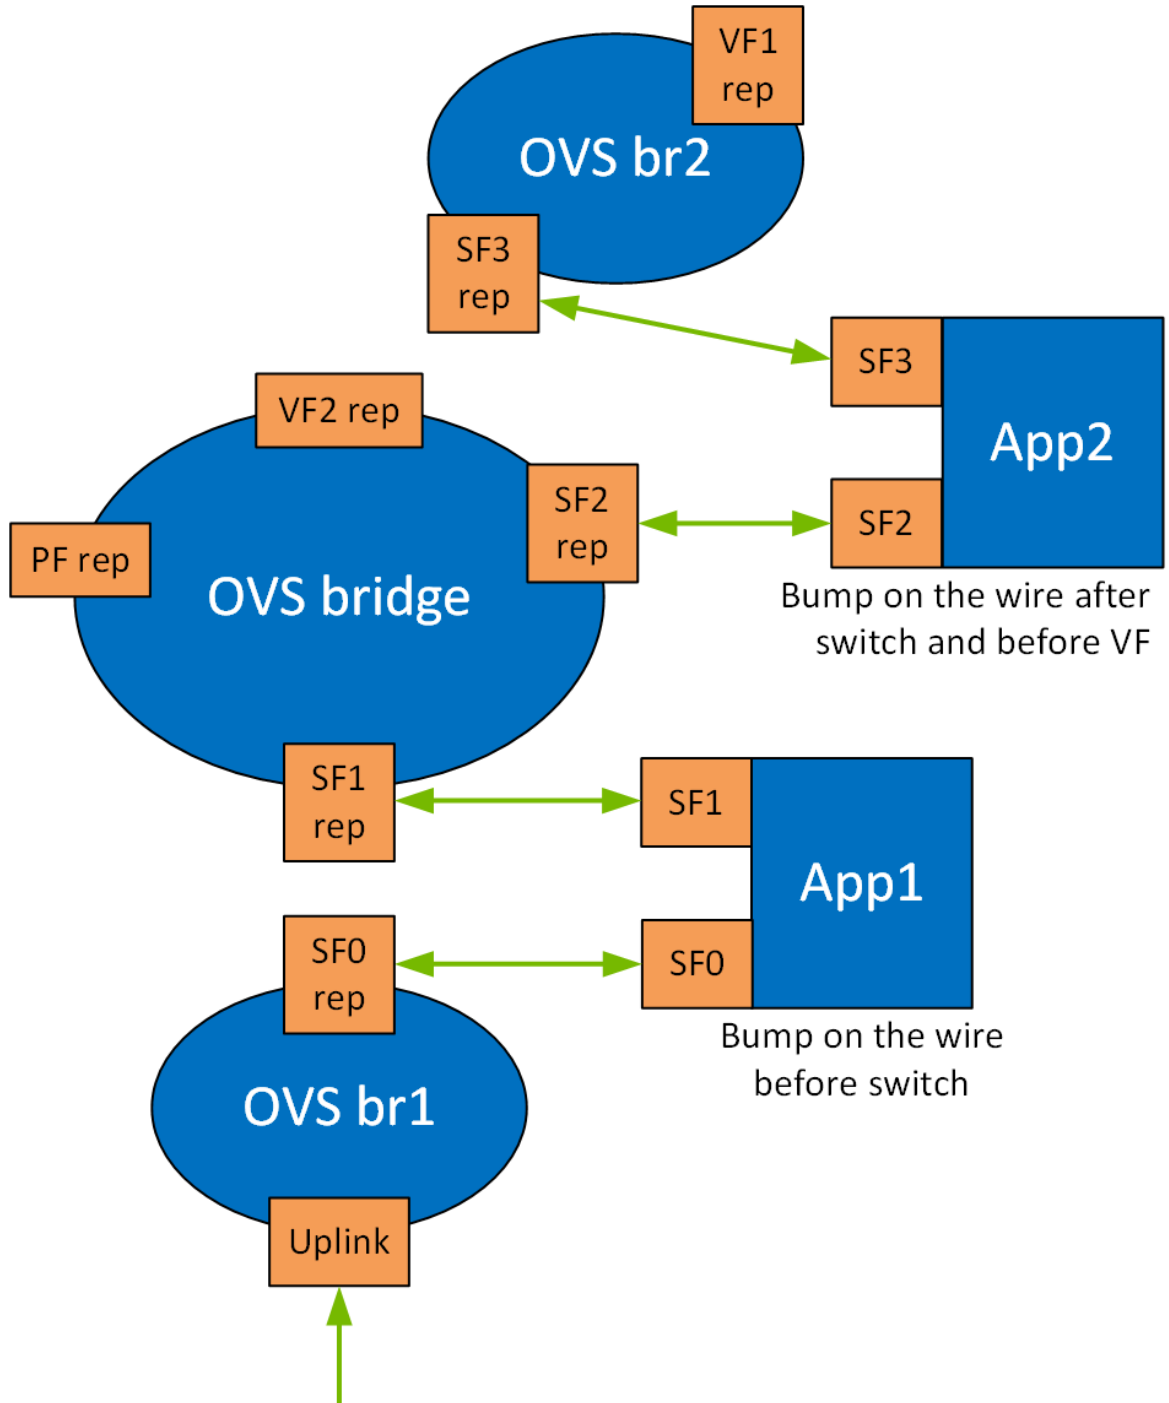 VF1
rep
OVS br2
SF3
rep
SF3
VF2 rep
App2
SF2
rep
SF2
PF rep
OVS bridge
Bump on the wire after
switch and before VF
SF1
rep
SF1
App1
SF0
rep
SF0
Bump on the wire
before switch
OVS br1
Uplink